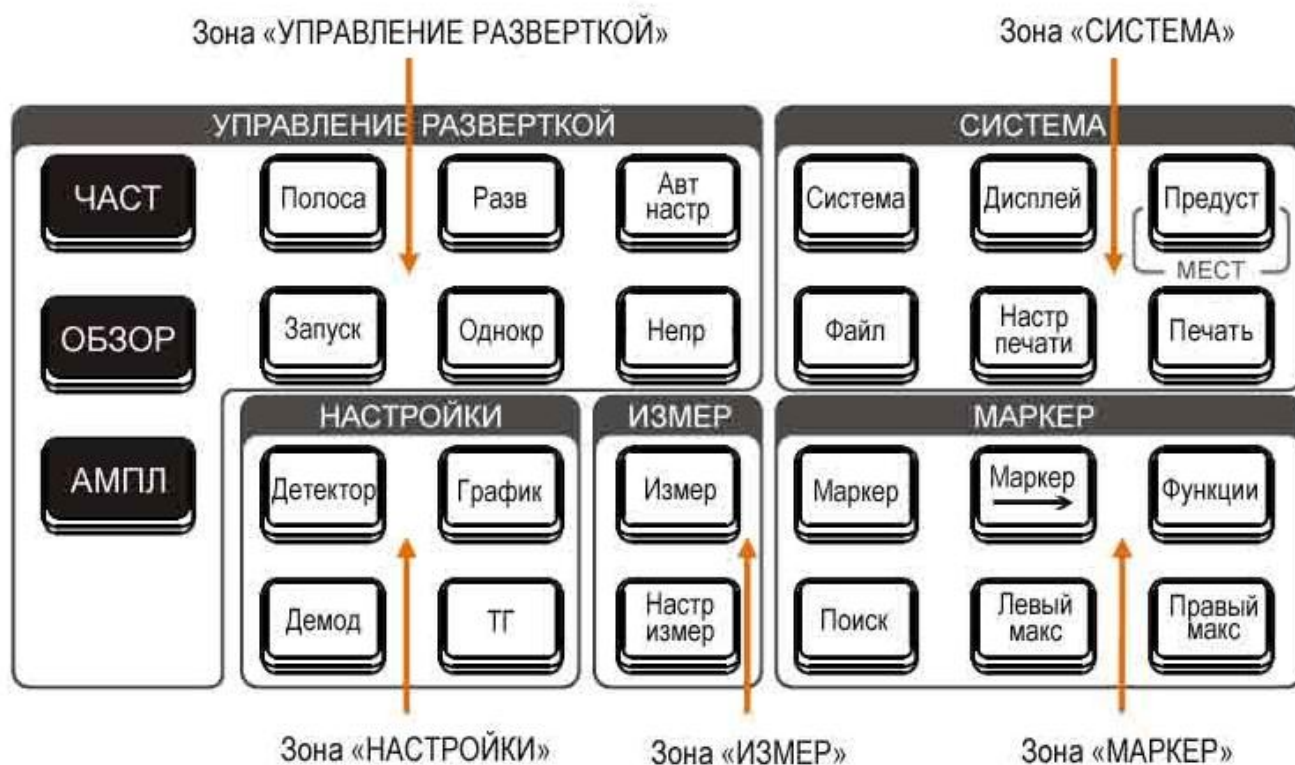 Зона «УПРАВЛЕНИЕ РАЗВЕРТКОЙ»
Зона «СИСТЕМА»
УПРАВЛЕНИЕ РАЗВЕРТКОЙ
ЧАСТ
Полоса
Разв
Авт
настр
ОБЗОР
Запуск
Однокр
Непр
АМПЛ
СИСТЕМА
Система
Дисплей
Предуст
МЕСТ
Файл
Настр
печати
Печать
НАСТРОЙКИ
Детектор
График
Демод
ТГ
ИЗМЕР
Измер
Настр
измер
МАРКЕР
Маркер
Маркер
Функции
Поиск
Левый
макс
Правый
макс
Зона «НАСТРОЙКИ»
Зона «ИЗМЕР»
Зона «МАРКЕР»